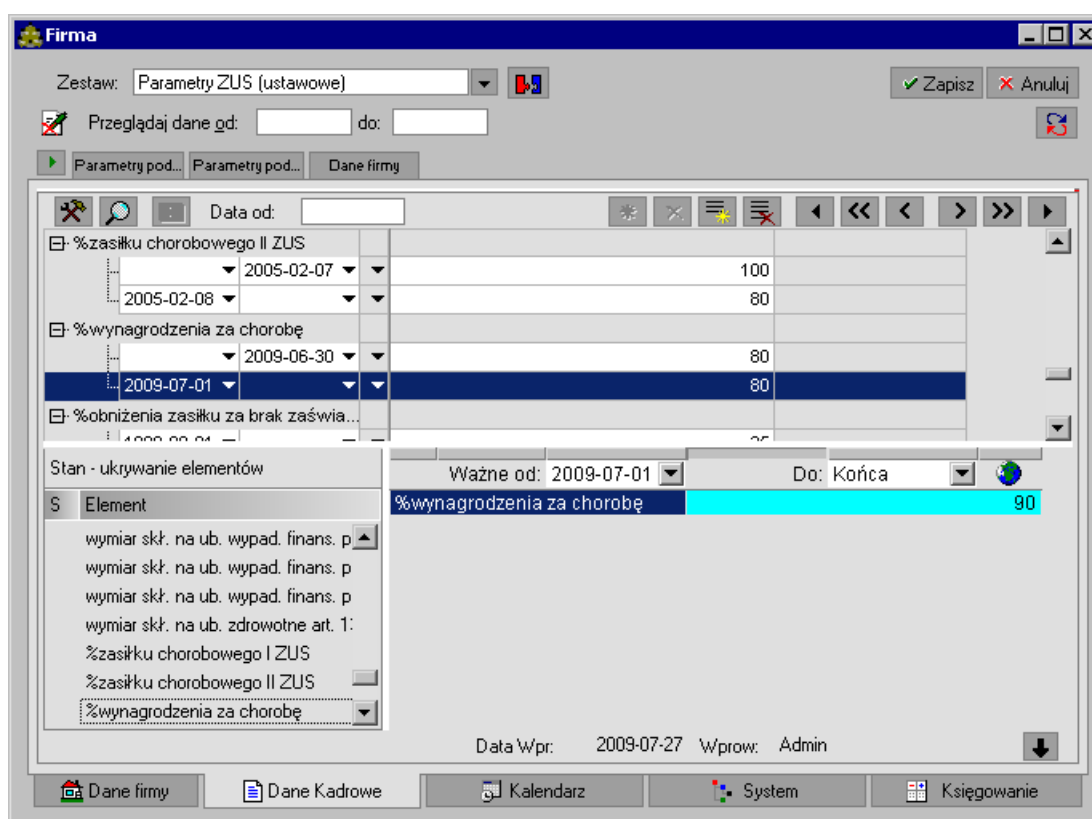 Firma
Zestaw: Parametry ZUS (ustawowe) Zapisz Anuluj
Przeglądaj dane od: do:
Parametry pod... Parametry pod... Dane firmy
Data od:
%zasiłku chorobowego II ZUS
2005-02-07 100
2005-02-08 80
%wynagrodzenia za chorobę
2009-06-30 80
2009-07-01 80
%obniżenia zasiłku za brak zaświa...
Stan - ukrywanie elementów
Ważne od: 2009-07-01 Do: Końca
S Element
%wynagrodzenia za chorobę 90
wymiar skł. na ub. wypad. finans. p
wymiar skł. na ub. wypad. finans. p
wymiar skł. na ub. wypad. finans. p
wymiar skł. na ub. zdrowotne art. 1
%zasiłku chorobowego I ZUS
%zasiłku chorobowego II ZUS
%wynagrodzenia za chorobę
Data Wpr: 2009-07-27 Wprow: Admin
Dane firmy Dane Kadrowe Kalendarz System Księgowanie